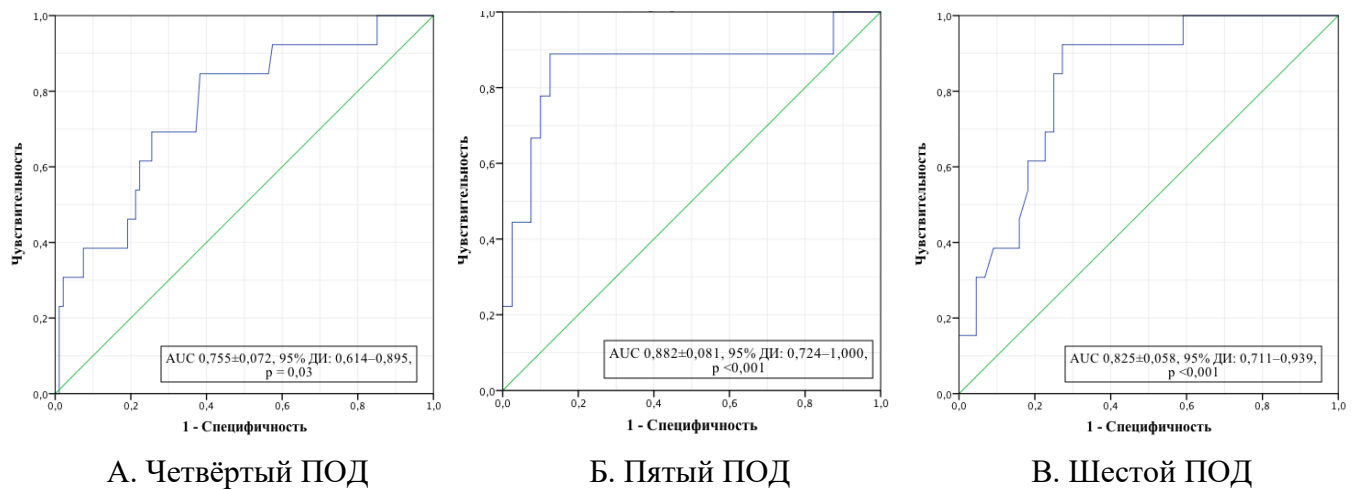 1,0
0,8
0,6
0,4
0,2
0,0
0,0 0,2 0,4 0,6 0,8 1,0
Чувствительность
1 - Специфичность
AUC 0,755±0,072, 95% ДИ: 0,614–0,895,
p = 0,03
А. Четвёртый ПОД
1,0
0,8
0,6
0,4
0,2
0,0
0,0 0,2 0,4 0,6 0,8 1,0
Чувствительность
1 - Специфичность
AUC 0,882±0,081, 95% ДИ: 0,724–1,000,
p <0,001
Б. Пятый ПОД
1,0
0,8
0,6
0,4
0,2
0,0
0,0 0,2 0,4 0,6 0,8 1,0
Чувствительность
1 - Специфичность
AUC 0,825±0,058, 95% ДИ: 0,711–0,939,
p <0,001
В. Шестой ПОД